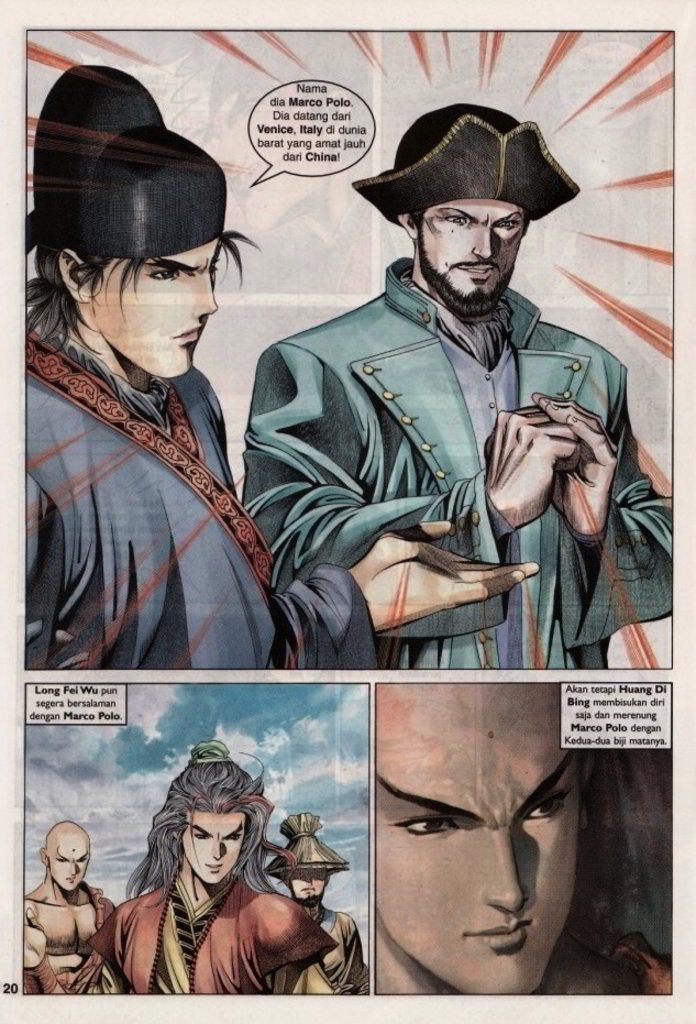 Nama
dia Marco Polo.
Dia datang dari
Venice, Italy di dunia
barat yang amat jauh
dari China!
Long Fei Wu pun
segera bersalaman
dengan Marco Polo.
Akan tetapi Huang Di
Bing membisukan diri
saja dan merenung
Marco Polo dengan
Kedua-dua biji matanya.
20